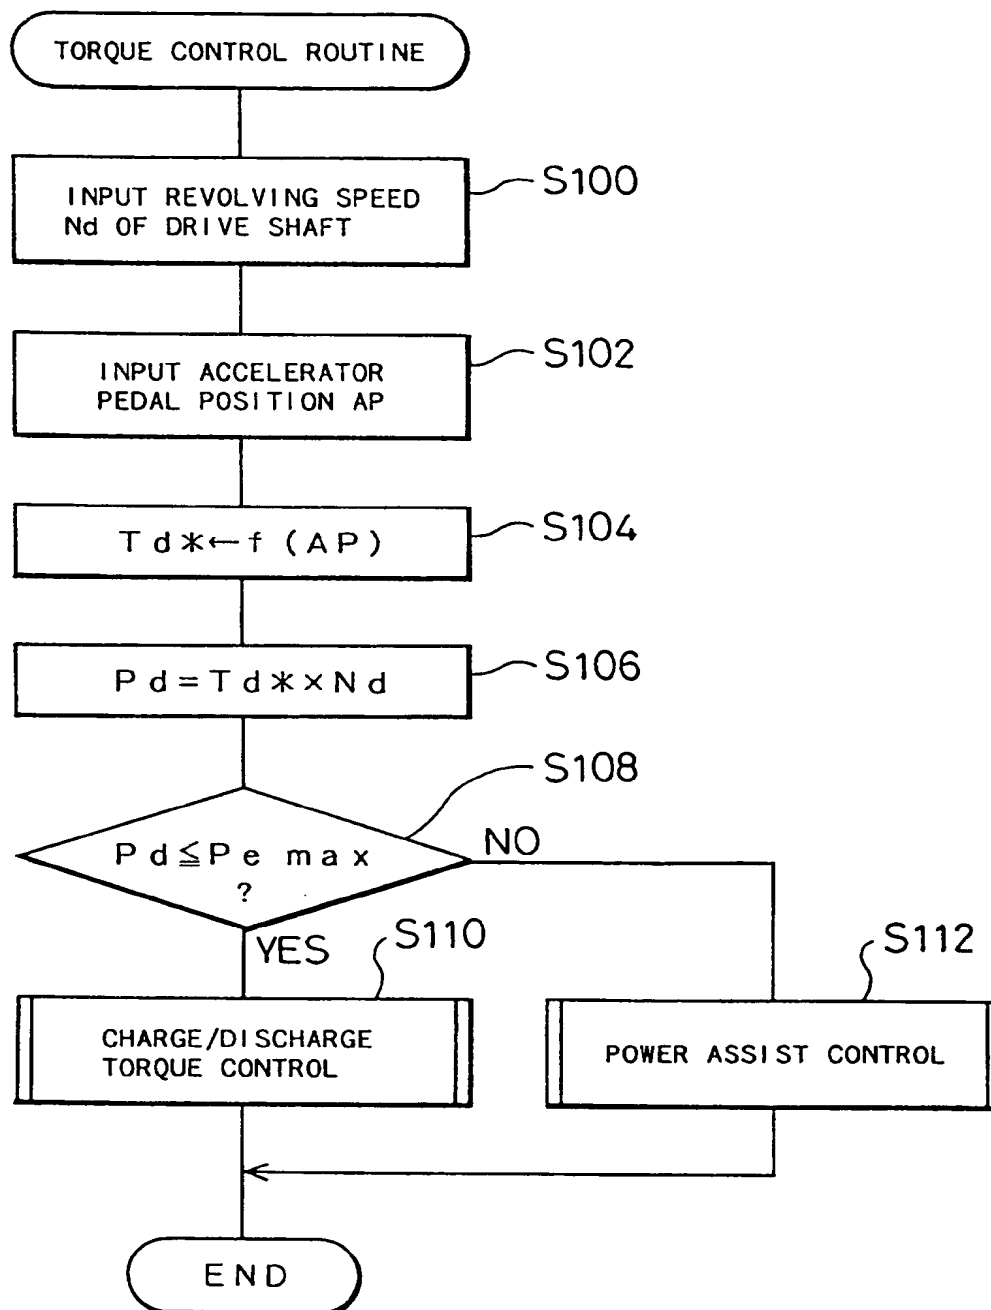 TORQUE CONTROL ROUTINE
INPUT REVOLVING SPEED
Nd OF DRIVE SHAFT
S100
INPUT ACCELERATOR
PEDAL POSITION AP
S102
Td*←f (AP)
S104
Pd=Td*×Nd
S106
S108
Pd≦Pe max
?
NO
YES
S110
CHARGE/DISCHARGE
TORQUE CONTROL
S112
POWER ASSIST CONTROL
END